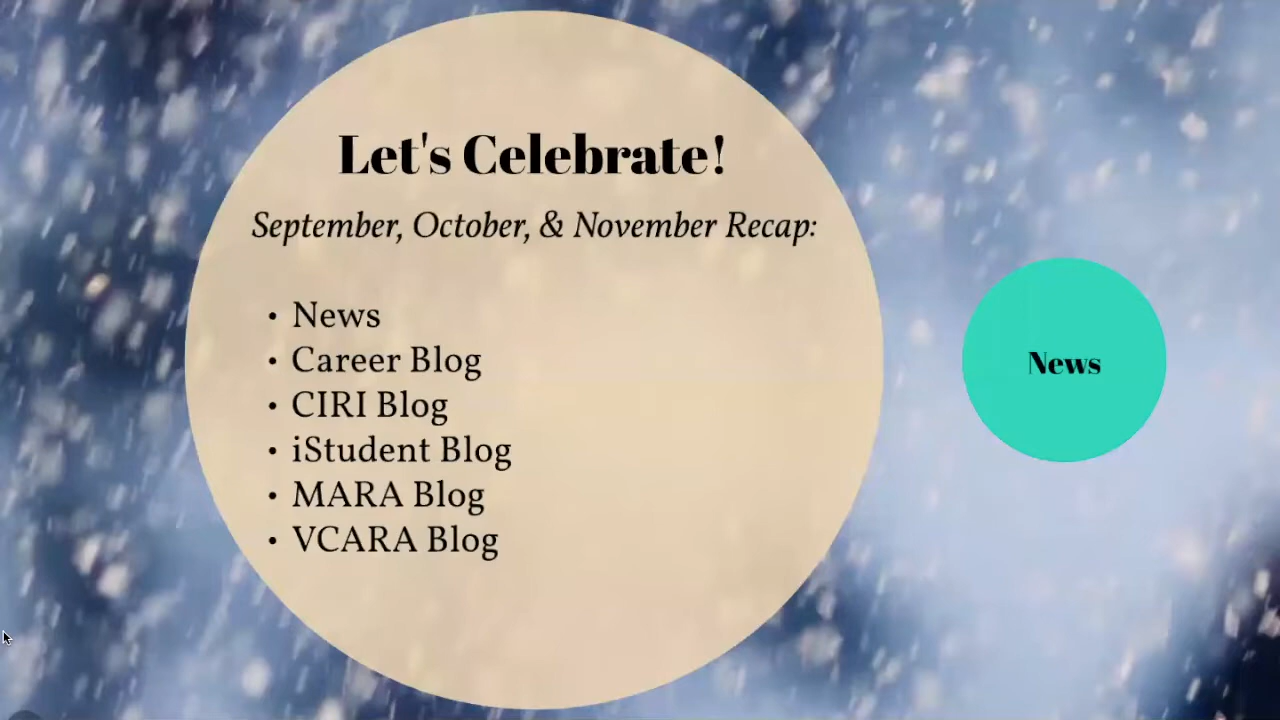 Let's Celebrate!
September, October, & November Recap:
• News
• Career Blog
• CIRI Blog
• iStudent Blog
• MARA Blog
• VCARA Blog
News